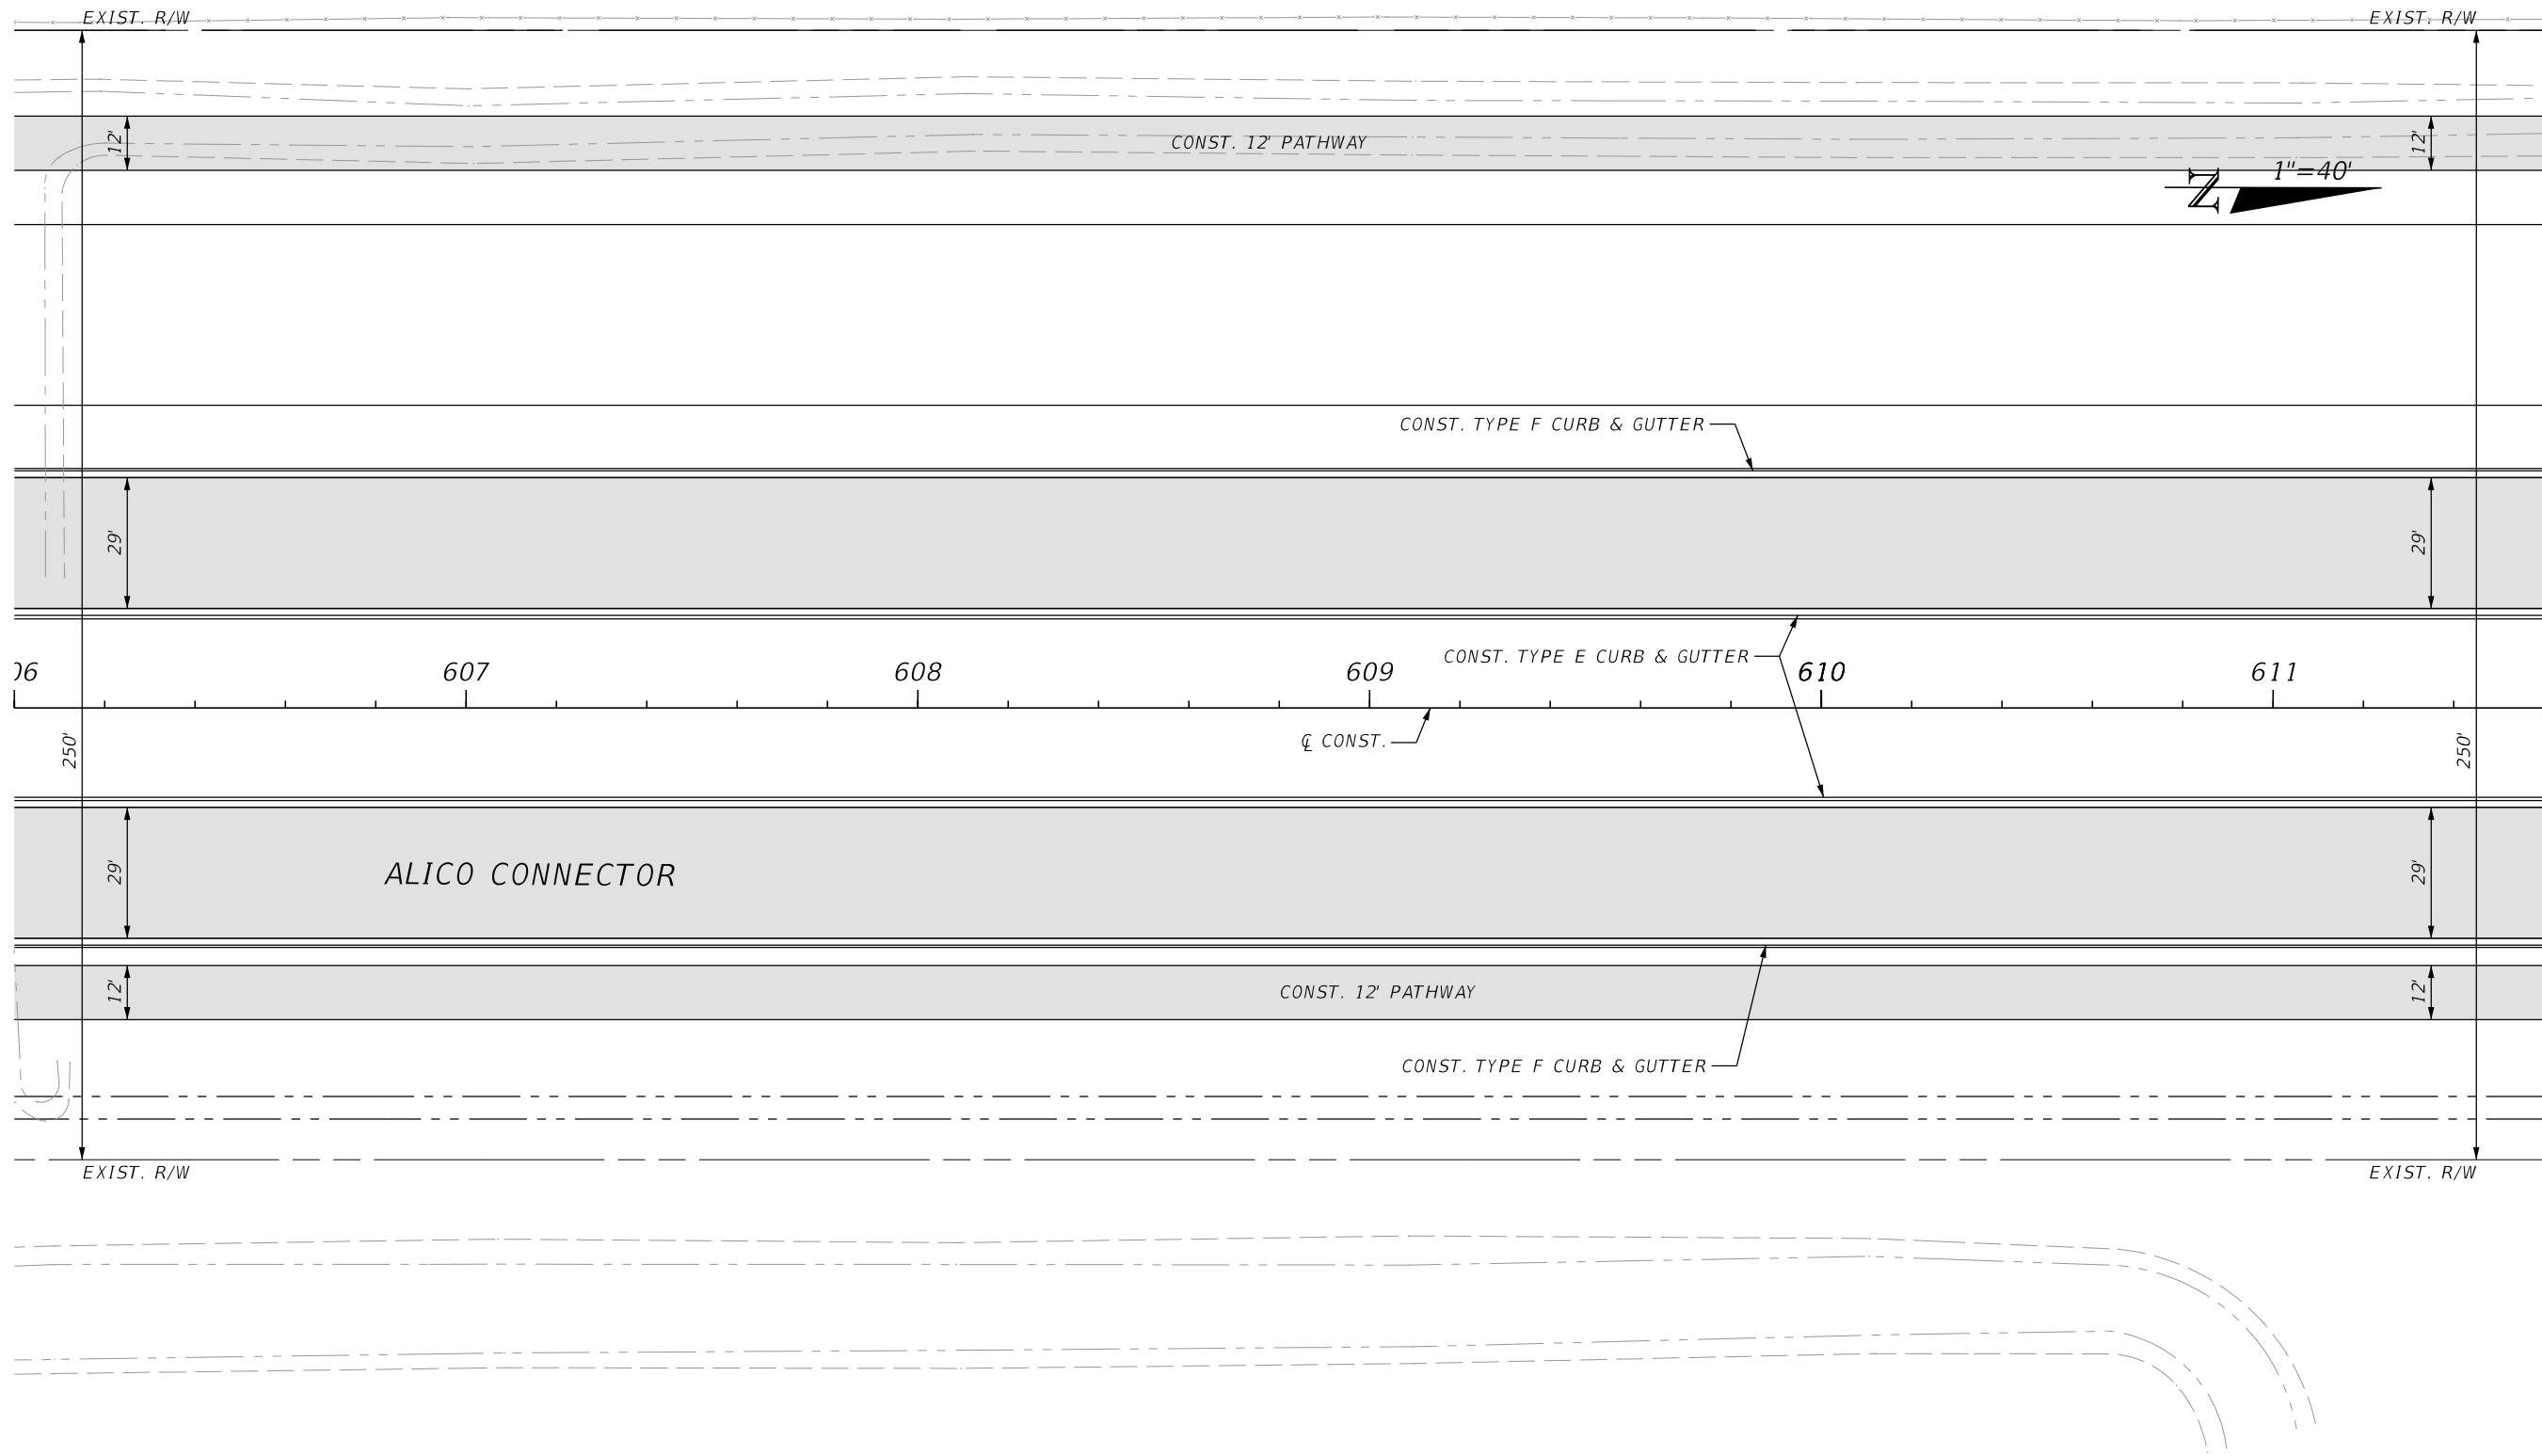 EXIST. R/W
EXIST. R/W
12'
CONST. 12' PATHWAY
12'
N
1"=40'
CONST. TYPE F CURB & GUTTER
29'
29'
CONST. TYPE E CURB & GUTTER
06
607
608
609
610
611
250'
℄ CONST.
250'
29'
ALICO CONNECTOR
29'
12'
CONST. 12' PATHWAY
12'
CONST. TYPE F CURB & GUTTER
EXIST. R/W
EXIST. R/W